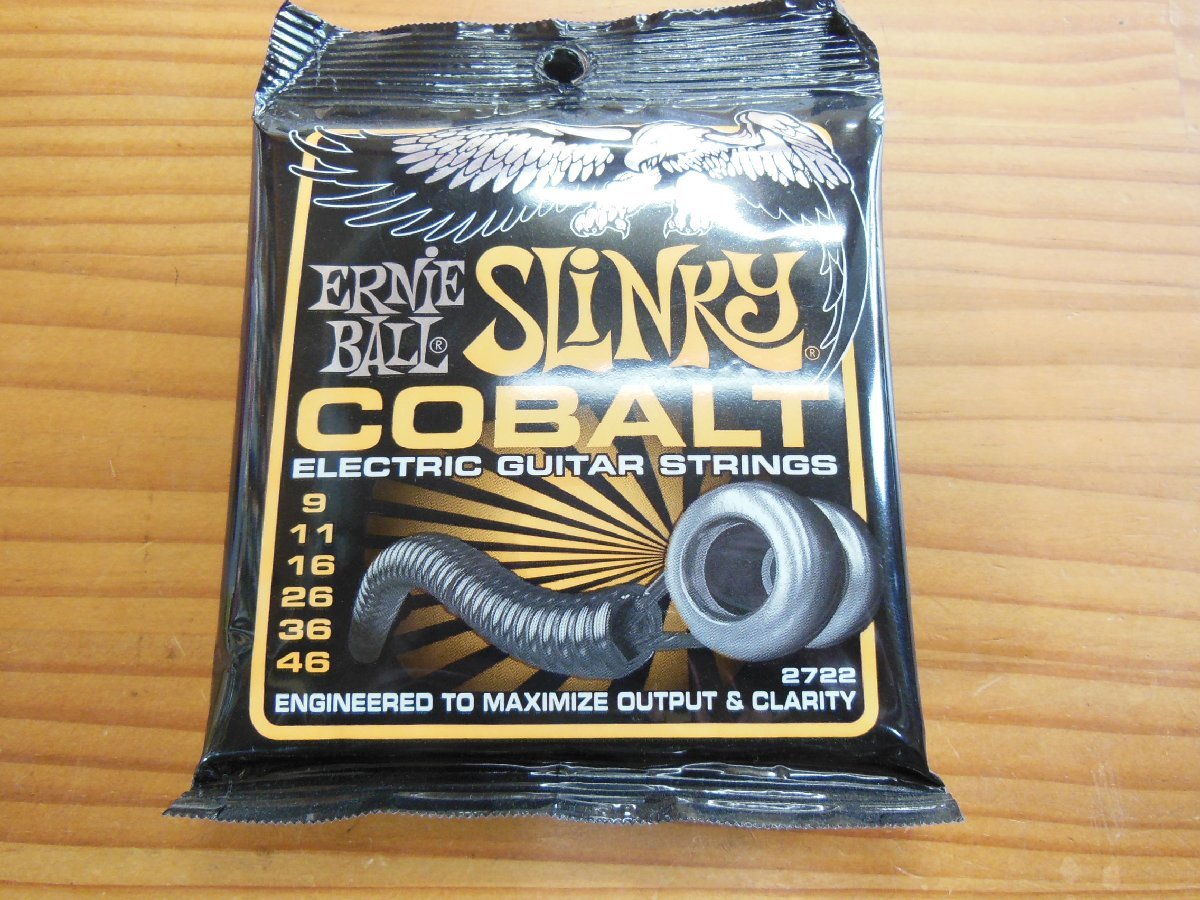 ERNiE BALL® SLiNKY®
COBALT
ELECTRIC GUITAR STRINGS
9
11
16
26
36
46
2722
ENGINEERED TO MAXIMIZE OUTPUT & CLARITY